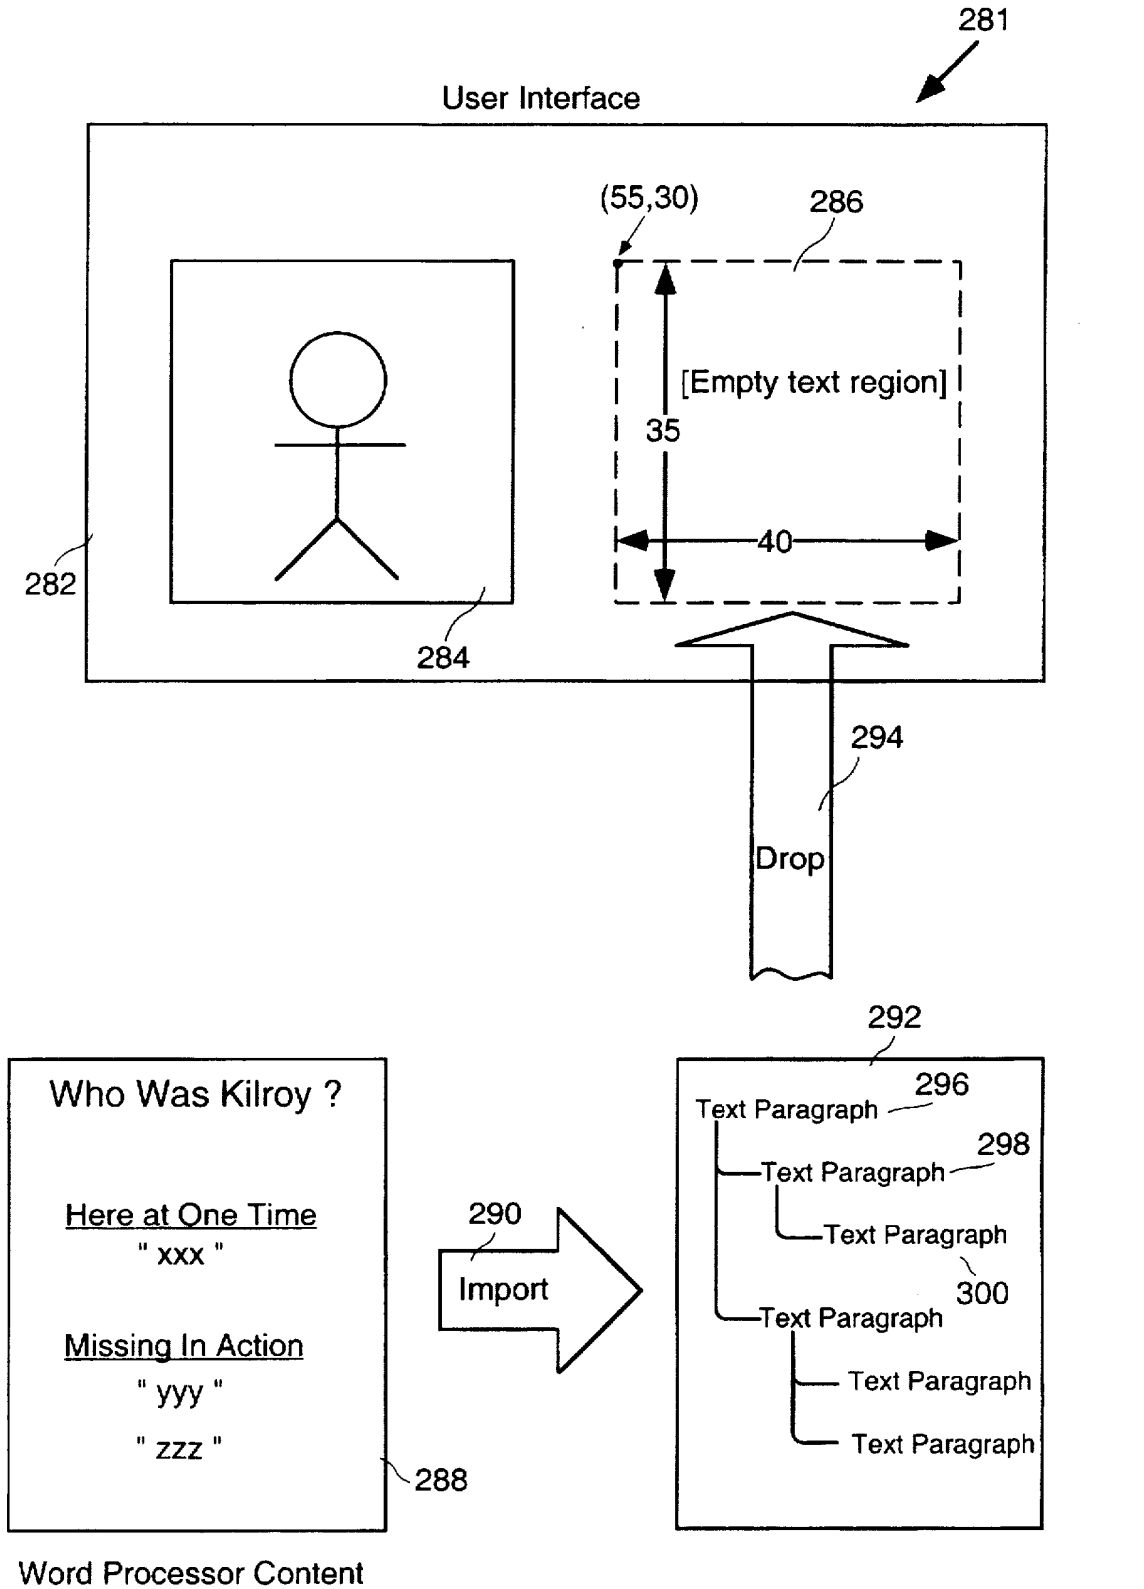 281
User Interface
(55,30)
286
[Empty text region]
35
40
282
284
294
Drop
292
Who Was Kilroy ?
Text Paragraph 296
298
Text Paragraph
Here at One Time
" xxx "
290
Import
Text Paragraph
300
Text Paragraph
Missing In Action
" yyy "
" zzz "
Text Paragraph
Text Paragraph
288
Word Processor Content